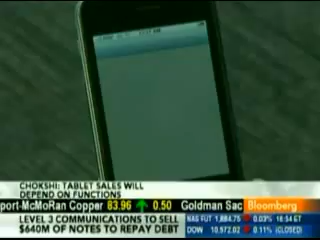 CHOKSHI: TABLET SALES WILL
DEPEND ON FUNCTIONS
port-McMoRan Copper 83.96 0.50 Goldman Sac
Bloomberg
LEVEL 3 COMMUNICATIONS TO SELL
$640M OF NOTES TO REPAY DEBT
NAS FUT 1,884.75 0.03% 16:54 ET
DOW 10,572.02 0.11% (CLOSED)